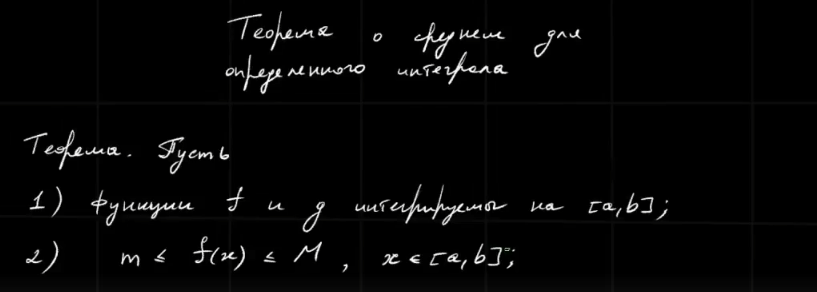 Теорема о среднем для
определенного интеграла
Теорема. Пусть
1) функции f и g интегрируемы на [a,b];
2) m ≤ f(x) ≤ M, x ∈ [a,b];